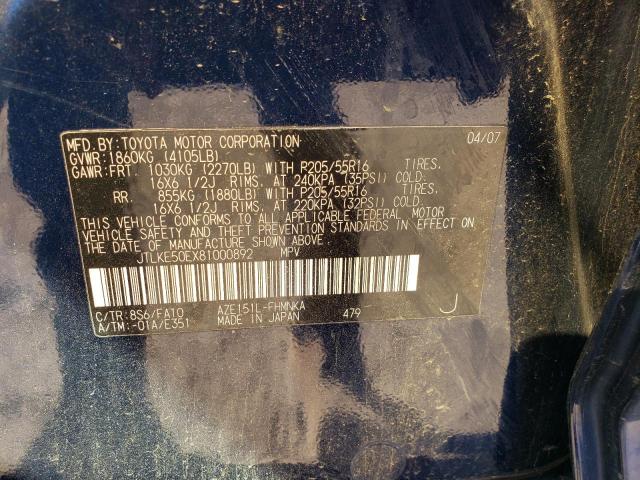 MFD. BY: TOYOTA MOTOR CORPORATION 04/07
GVWR: 1860KG (4105LB)
GAWR: FRT. 1030KG (2270LB) WITH P205/55R16 TIRES,
16X6 1/2J RIMS, AT 240KPA (35PSI) COLD.
RR. 855KG (1880LB) WITH P205/55R16 TIRES,
16X6 1/2J RIMS, AT 220KPA (32PSI) COLD.
THIS VEHICLE CONFORMS TO ALL APPLICABLE FEDERAL MOTOR
VEHICLE SAFETY AND THEFT PREVENTION STANDARDS IN EFFECT
ON THE DATE OF MANUFACTURE SHOWN ABOVE.
JTLKE50EX81000892 MPV
C/TR: 8S6/FA10 AZE151L-FHMNKA
A/TM: -01A/E351 MADE IN JAPAN 479 J